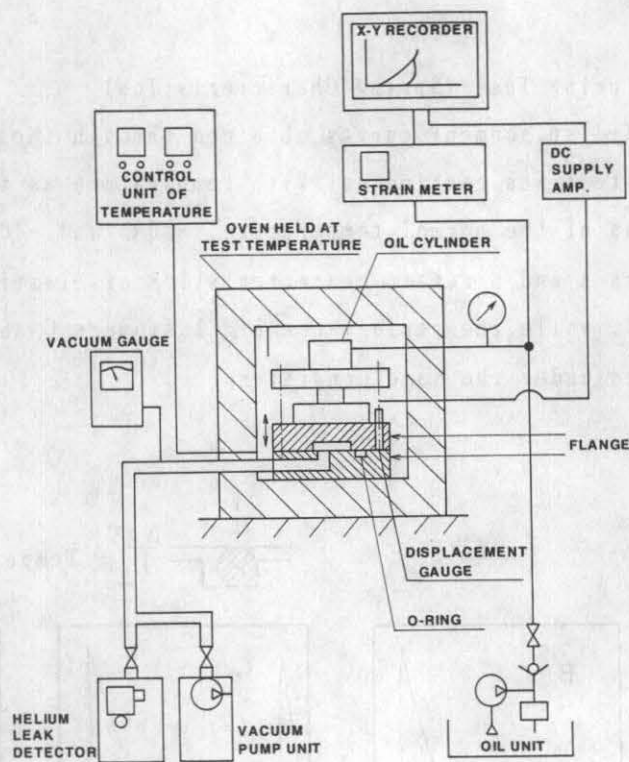 X-Y RECORDER
CONTROL
UNIT OF
TEMPERATURE
STRAIN METER
DC
SUPPLY
AMP.
OVEN HELD AT
TEST TEMPERATURE
OIL CYLINDER
VACUUM GAUGE
FLANGE
DISPLACEMENT
GAUGE
O-RING
HELIUM
LEAK
DETECTOR
VACUUM
PUMP UNIT
OIL UNIT